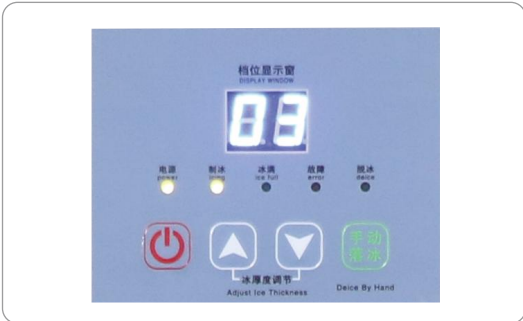 档位显示窗
DISPLAY WINDOW
03
电源 制冰 冰满 故障 脱冰
power icing ice full error deice
手动
落冰
冰厚度调节
Adjust Ice Thickness
Deice By Hand